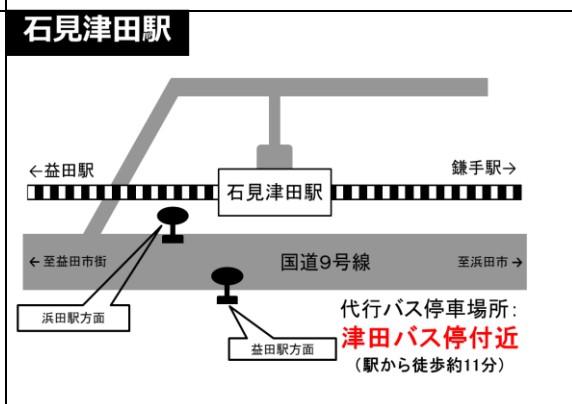 石見津田駅
←益田駅
鎌手駅→
石見津田駅
←至益田市街
国道9号線
至浜田市→
浜田駅方面
益田駅方面
代行バス停車場所：
津田バス停付近
（駅から徒歩約11分）